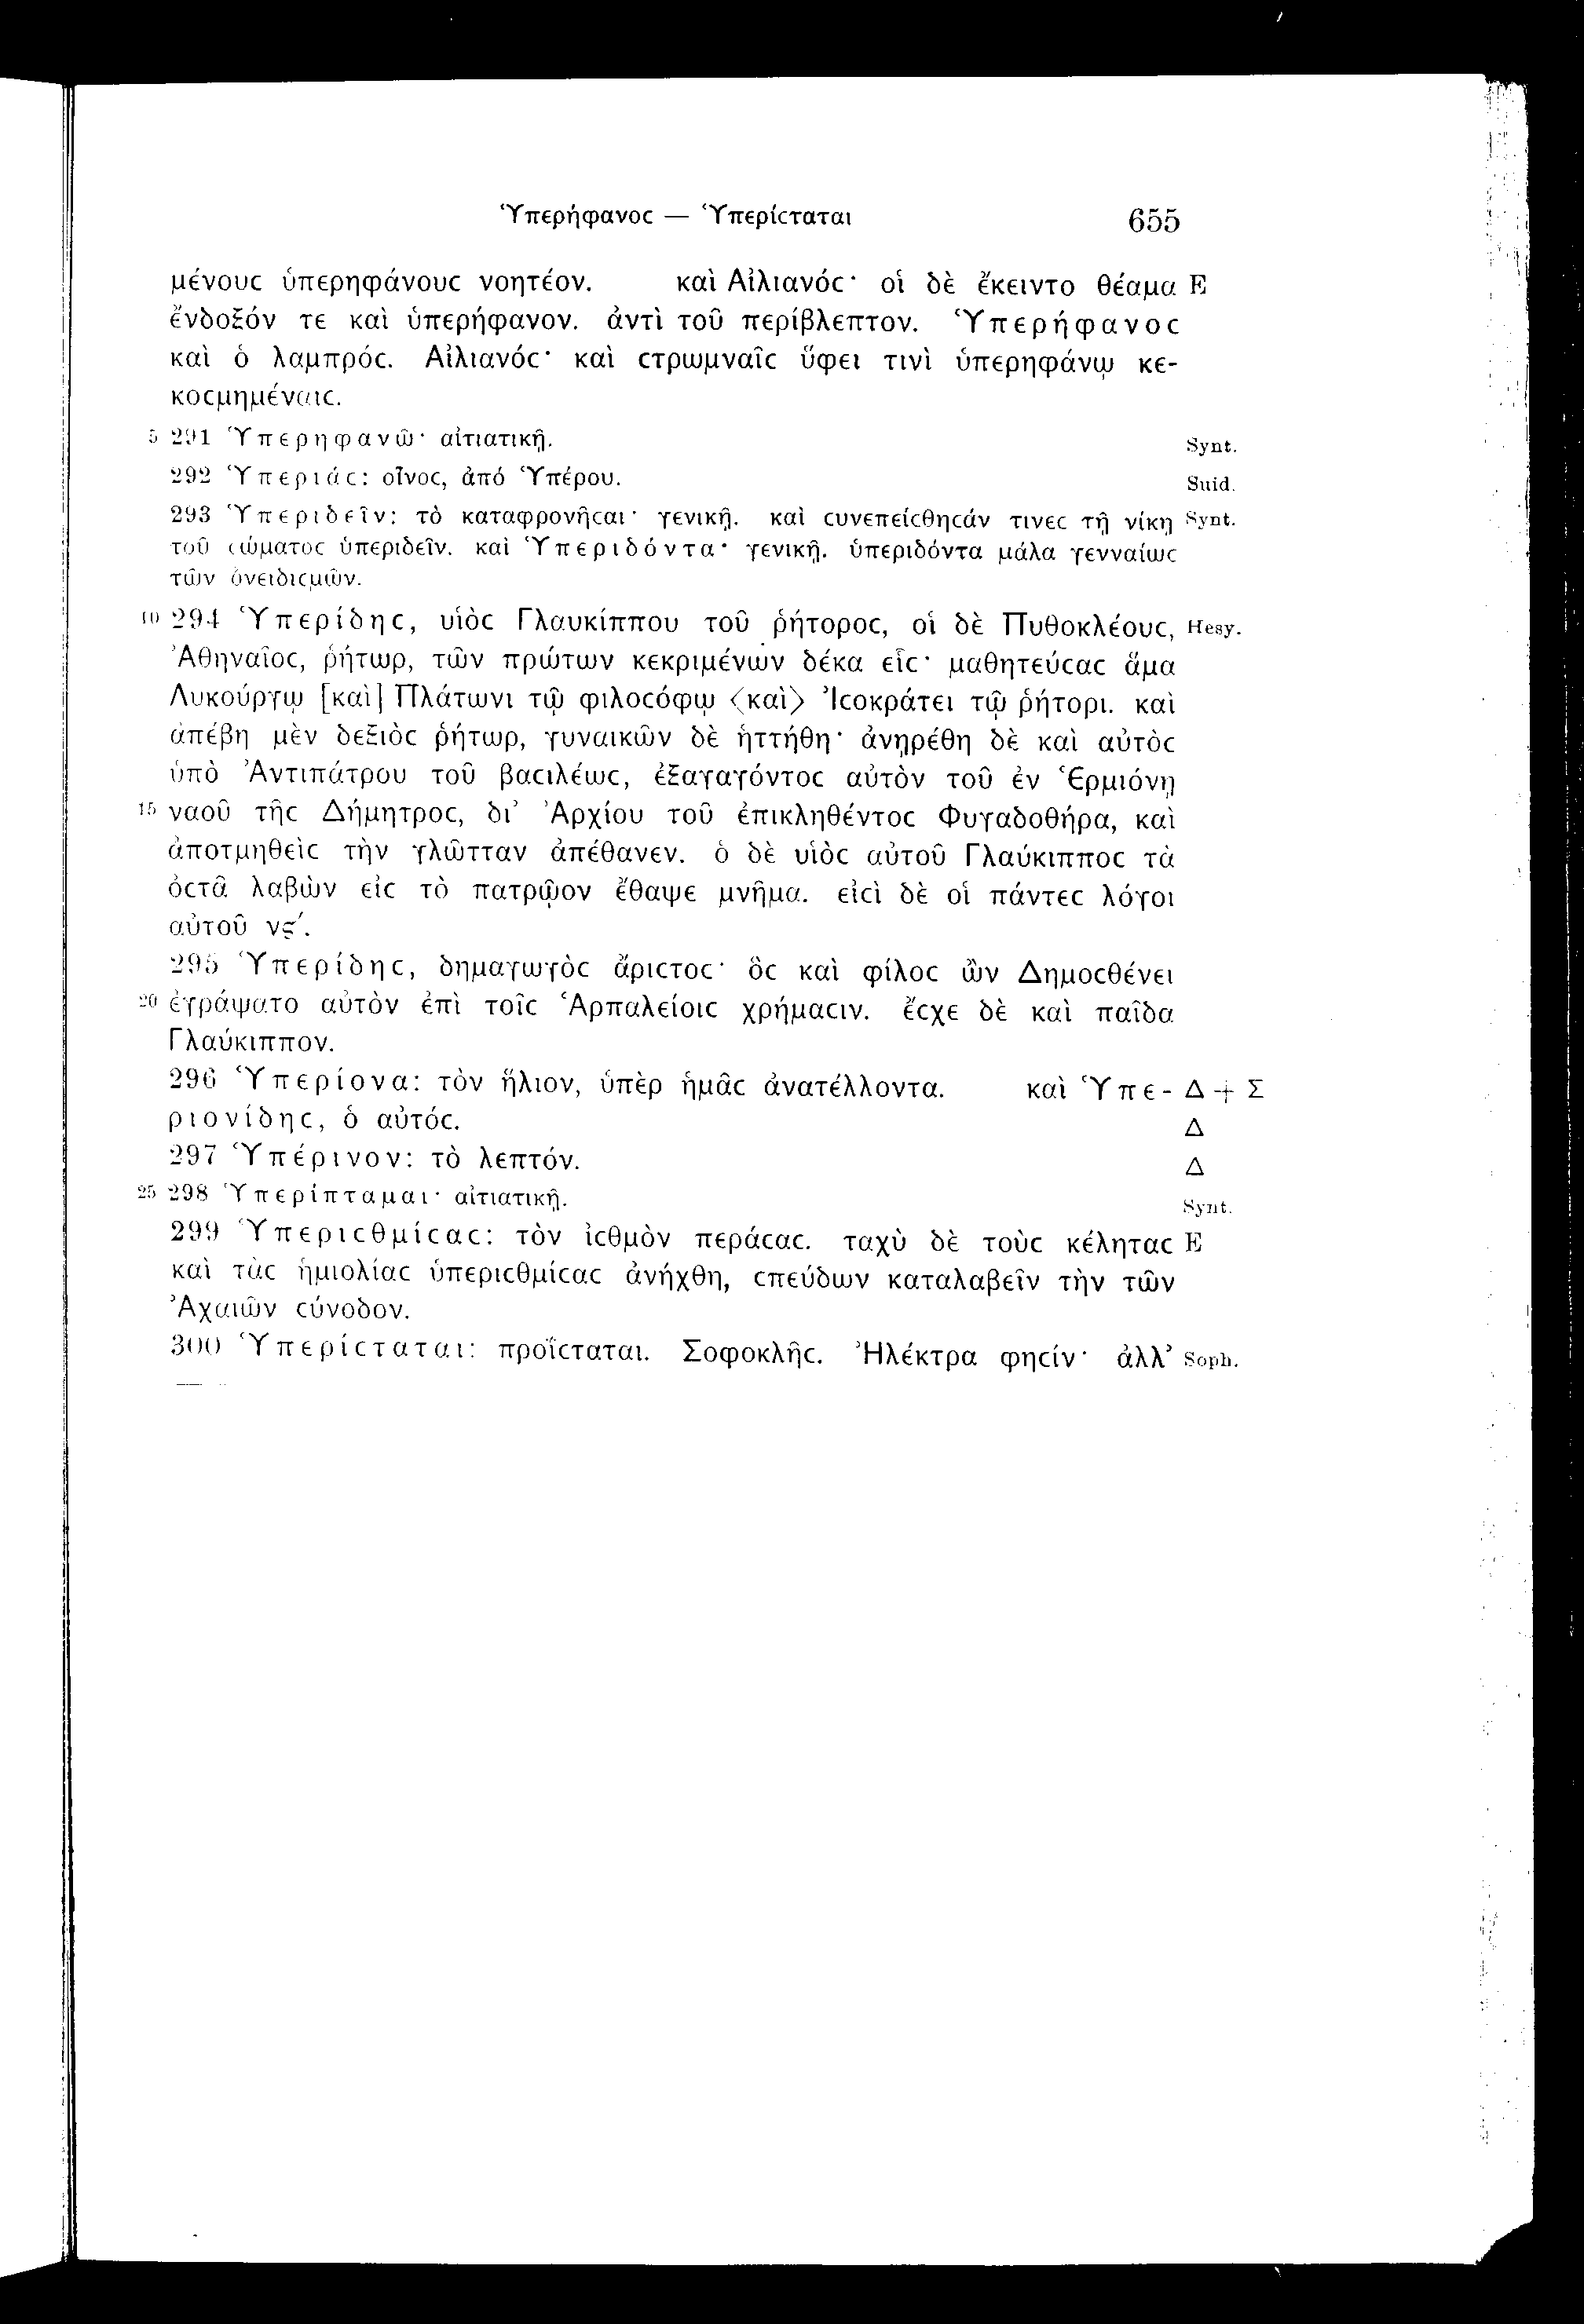 Ὑπερήφανοϲ — Ὑπερίϲταται 655
μένουϲ ὑπερηφάνουϲ νοητέον. καὶ Αἰλιανόϲ· οἱ δὲ ἔκειντο θέαμα E
ἔνδοξόν τε καὶ ὑπερήφανον. ἀντὶ τοῦ περίβλεπτον. Ὑπερήφανοϲ
καὶ ὁ λαμπρόϲ. Αἰλιανόϲ· καὶ ϲτρωμναῖϲ ὕφει τινὶ ὑπερηφάνῳ κε-
κοϲμημέναιϲ.
5 291 Ὑπερηφανῶ· αἰτιατικῇ. Synt.
292 Ὑπεριάϲ: οἶνοϲ, ἀπό Ὑπέρου. Suid.
293 Ὑπεριδεῖν: τὸ καταφρονῆϲαι· γενικῇ. καὶ ϲυνεπείϲθηϲάν τινεϲ τῇ νίκῃ Synt.
τοῦ ϲώματοϲ ὑπεριδεῖν. καὶ Ὑπεριδόντα· γενικῇ. ὑπεριδόντα μάλα γενναίωϲ
τῶν ὀνειδιϲμῶν.
10 294 Ὑπερίδηϲ, υἱὸϲ Γλαυκίππου τοῦ ῥήτοροϲ, οἱ δὲ Πυθοκλέουϲ, Hesy.
Ἀθηναῖοϲ, ῥήτωρ, τῶν πρώτων κεκριμένων δέκα εἷϲ· μαθητεύϲαϲ ἅμα
Λυκούργῳ [καὶ] Πλάτωνι τῷ φιλοϲόφῳ <καὶ> Ἰϲοκράτει τῷ ῥήτορι. καὶ
ἀπέβη μὲν δεξιὸϲ ῥήτωρ, γυναικῶν δὲ ἡττήθη· ἀνῃρέθη δὲ καὶ αὐτὸϲ
ὑπὸ Ἀντιπάτρου τοῦ βαϲιλέωϲ, ἐξαγαγόντοϲ αὐτὸν τοῦ ἐν Ἑρμιόνῃ
15 ναοῦ τῆϲ Δήμητροϲ, δι’ Ἀρχίου τοῦ ἐπικληθέντοϲ Φυγαδοθήρα, καὶ
ἀποτμηθεὶϲ τὴν γλῶτταν ἀπέθανεν. ὁ δὲ υἱὸϲ αὐτοῦ Γλαύκιπποϲ τὰ
ὀϲτᾶ λαβὼν εἰϲ τὸ πατρῷον ἔθαψε μνῆμα. εἰϲὶ δὲ οἱ πάντεϲ λόγοι
αὐτοῦ νϛʹ.
295 Ὑπερίδηϲ, δημαγωγὸϲ ἄριϲτοϲ· ὃϲ καὶ φίλοϲ ὢν Δημοϲθένει
20 ἐγράψατο αὐτὸν ἐπὶ τοῖϲ Ἁρπαλείοιϲ χρήμαϲιν. ἔϲχε δὲ καὶ παῖδα
Γλαύκιππον.
296 Ὑπερίονα: τὸν ἥλιον, ὑπὲρ ἡμᾶϲ ἀνατέλλοντα. καὶ Ὑπε- Δ + Σ
ριονίδηϲ, ὁ αὐτόϲ. Δ
297 Ὑπέρινον: τὸ λεπτόν. Δ
25 298 Ὑπερίπταμαι· αἰτιατικῇ. Synt.
299 Ὑπεριϲθμίϲαϲ: τὸν ἰϲθμὸν περάϲαϲ. ταχὺ δὲ τοὺϲ κέληταϲ E
καὶ τὰϲ ἡμιολίαϲ ὑπεριϲθμίϲαϲ ἀνήχθη, ϲπεύδων καταλαβεῖν τὴν τῶν
Ἀχαιῶν ϲύνοδον.
300 Ὑπερίϲταται: προΐϲταται. Σοφοκλῆϲ. Ἠλέκτρα φηϲίν· ἀλλ’ Soph.